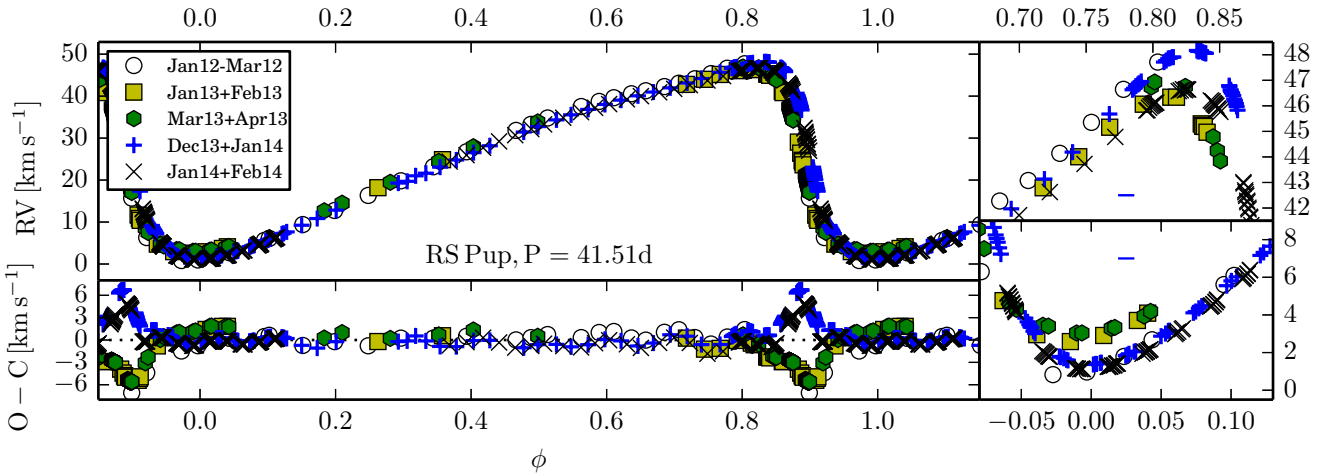 0.0 0.2 0.4 0.6 0.8 1.0 0.70 0.75 0.80 0.85
RV [km s⁻¹]
50
40
30
20
10
0
Jan12-Mar12
Jan13+Feb13
Mar13+Apr13
Dec13+Jan14
Jan14+Feb14
RS Pup, P = 41.51d
48
47
46
45
44
43
42
O − C [km s⁻¹]
6
3
0
−3
−6
8
6
4
2
0
0.0 0.2 0.4 0.6 0.8 1.0 −0.05 0.00 0.05 0.10
ϕ